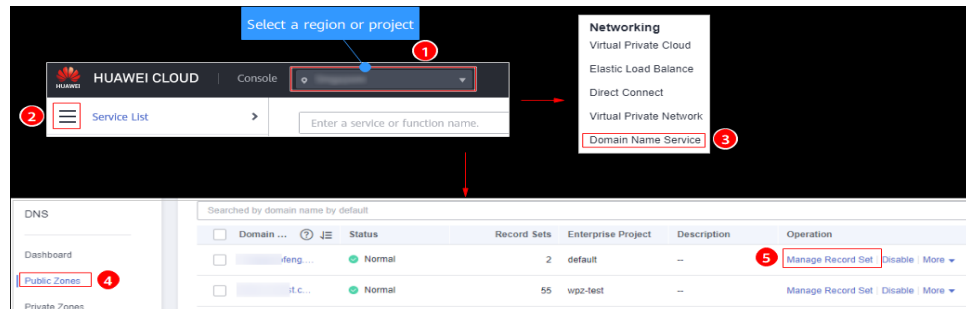 Select a region or project
1
HUAWEI
HUAWEI CLOUD | Console
2
Service List
Enter a service or function name.
Networking
Virtual Private Cloud
Elastic Load Balance
Direct Connect
Virtual Private Network
Domain Name Service
3
DNS
Dashboard
Public Zones
4
Private Zones
Searched by domain name by default
Domain ... Status Record Sets Enterprise Project Description Operation
feng.... Normal 2 default -- 5 Manage Record Set | Disable | More
t.c... Normal 55 wpz-test -- Manage Record Set | Disable | More